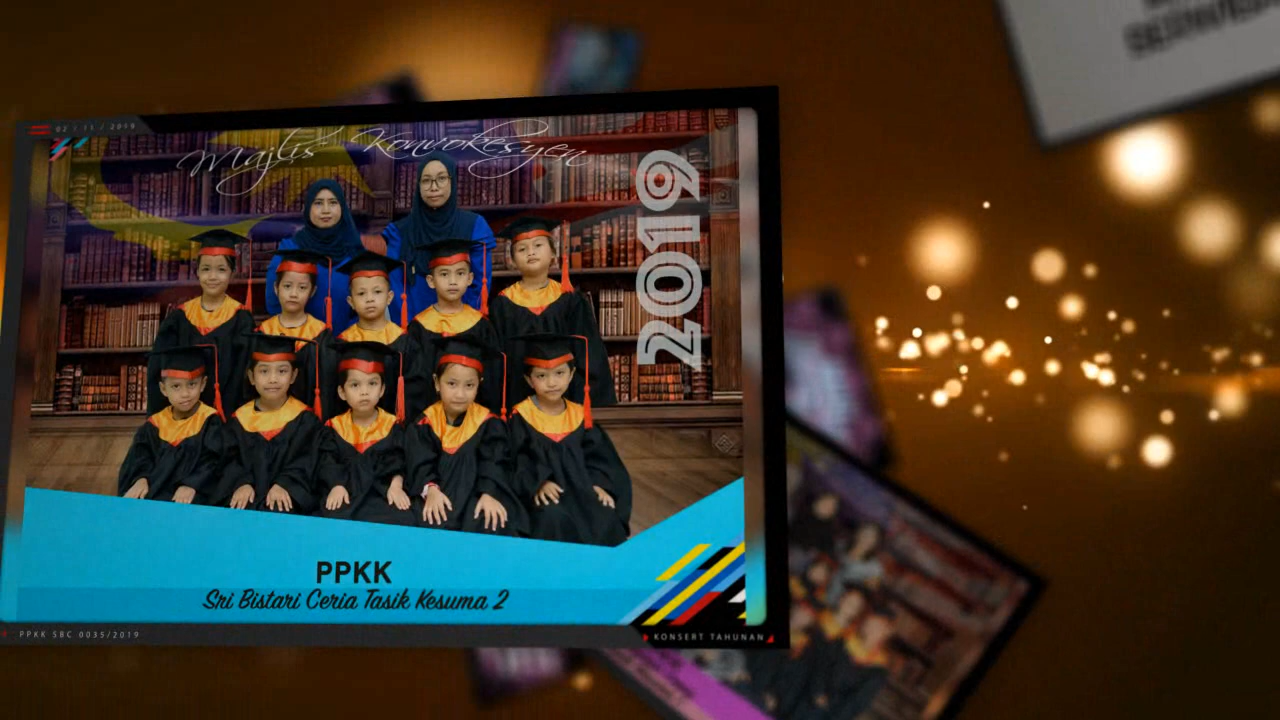 02 / 11 / 2019
Majlis Konvokesyen
2019
PPKK
Sri Bistari Ceria Tasik Kesuma 2
PPKK SBC 0035/2019
KONSERT TAHUNAN